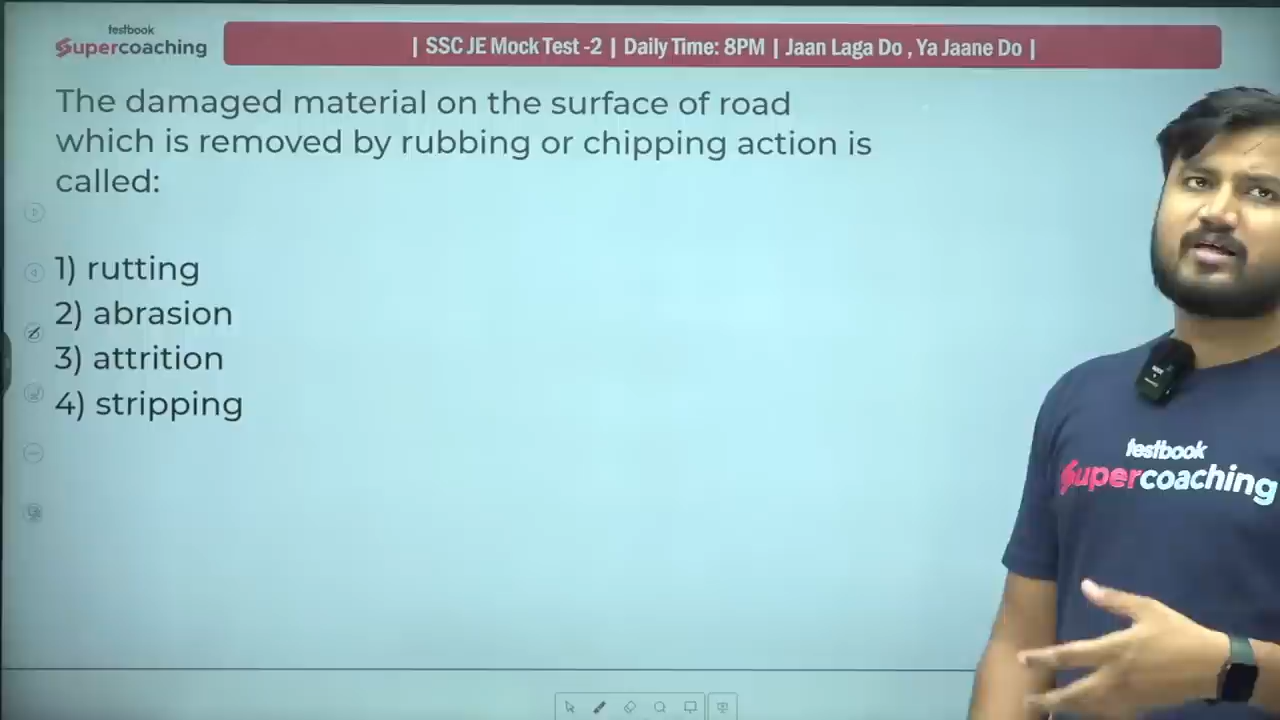 testbook
Supercoaching
| SSC JE Mock Test -2 | Daily Time: 8PM | Jaan Laga Do , Ya Jaane Do |
The damaged material on the surface of road
which is removed by rubbing or chipping action is
called:
1) rutting
2) abrasion
3) attrition
4) stripping
testbook
Supercoaching